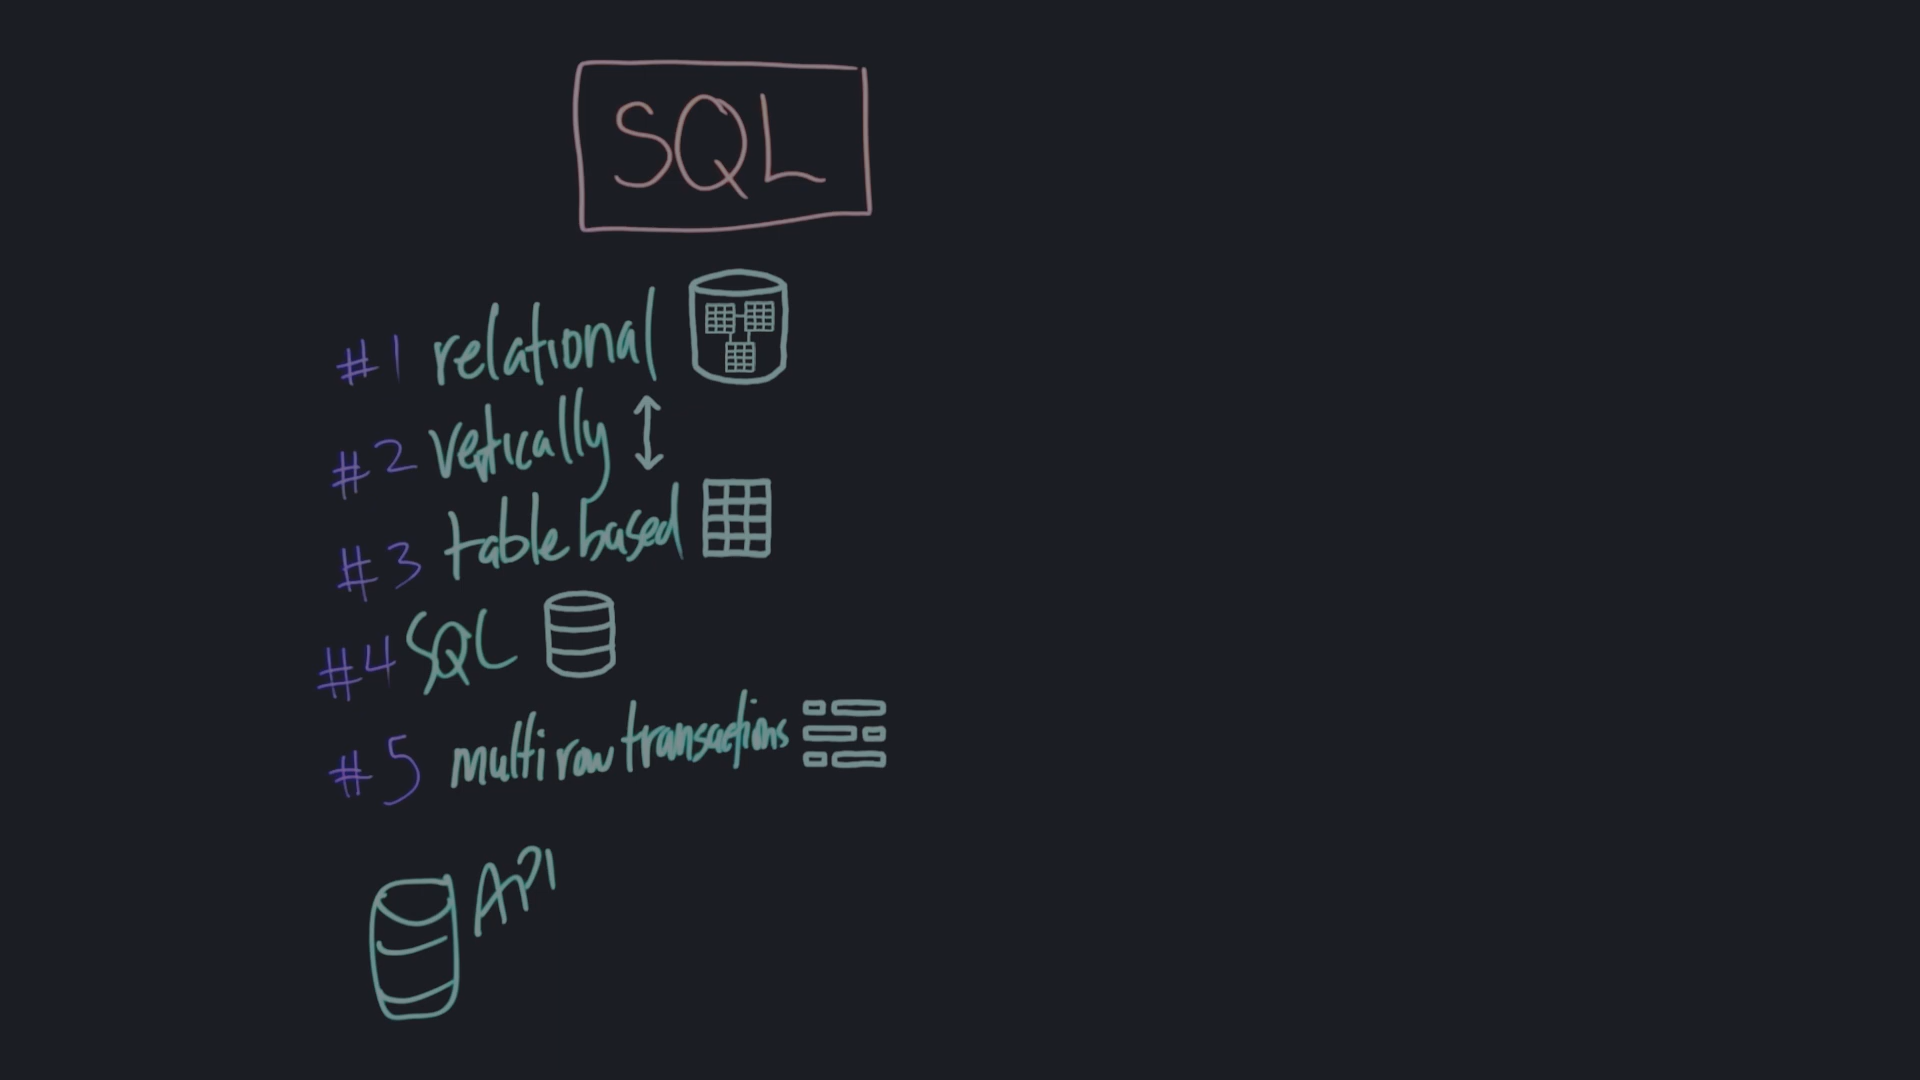 SQL
#1 relational
#2 vertically
#3 table based
#4 SQL
#5 multi row transactions
API